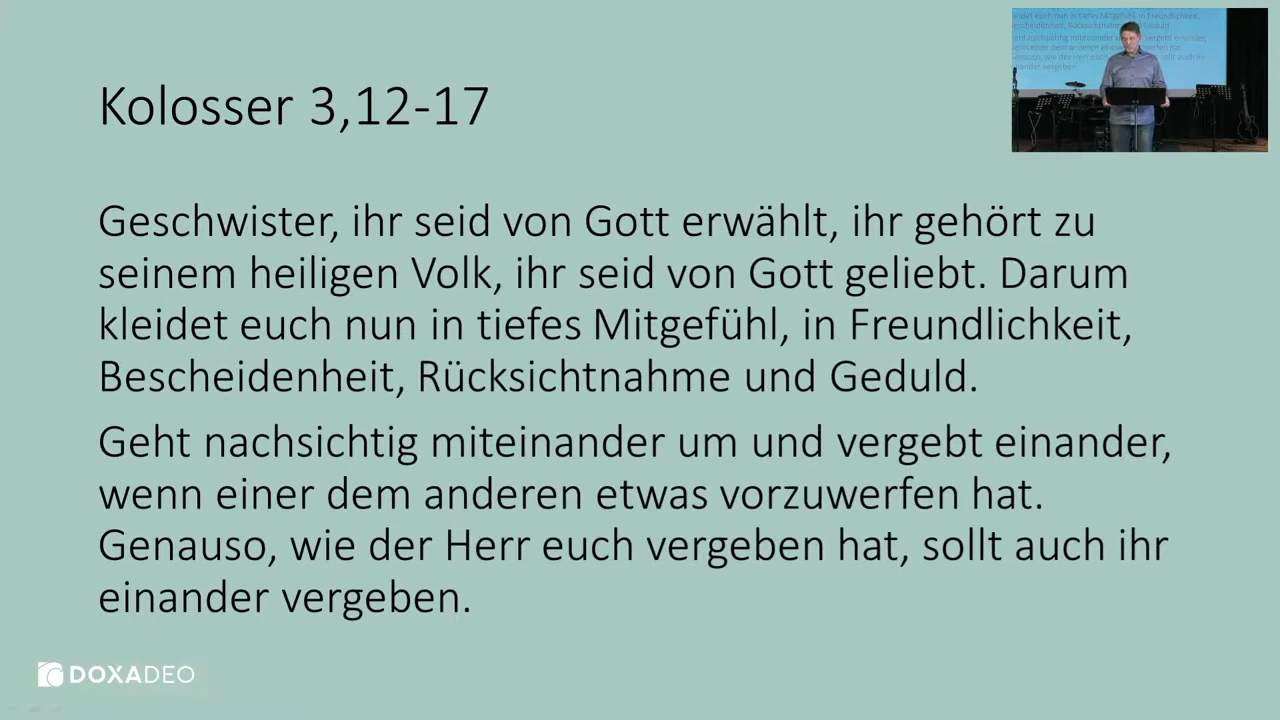 Kolosser 3,12-17
Geschwister, ihr seid von Gott erwählt, ihr gehört zu
seinem heiligen Volk, ihr seid von Gott geliebt. Darum
kleidet euch nun in tiefes Mitgefühl, in Freundlichkeit,
Bescheidenheit, Rücksichtnahme und Geduld.
Geht nachsichtig miteinander um und vergebt einander,
wenn einer dem anderen etwas vorzuwerfen hat.
Genauso, wie der Herr euch vergeben hat, sollt auch ihr
einander vergeben.
DOXADEO